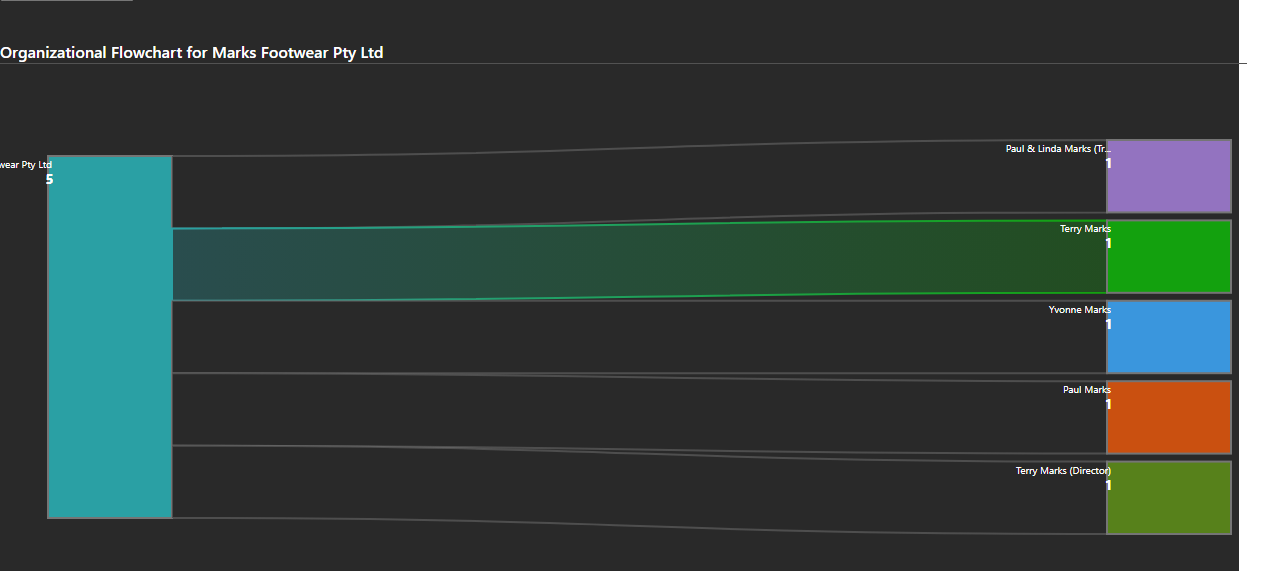 Organizational Flowchart for Marks Footwear Pty Ltd
wear Pty Ltd
5
Paul & Linda Marks (Tr...
1
Terry Marks
1
Yvonne Marks
1
Paul Marks
1
Terry Marks (Director)
1